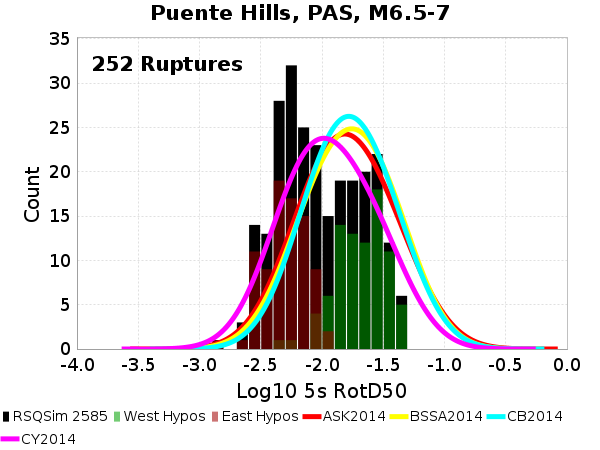 Puente Hills, PAS, M6.5-7
252 Ruptures
Count
35
30
25
20
15
10
5
0
-4.0 -3.5 -3.0 -2.5 -2.0 -1.5 -1.0 -0.5 0.0
Log10 5s RotD50
RSQSim 2585 West Hypos East Hypos ASK2014 BSSA2014 CB2014
CY2014